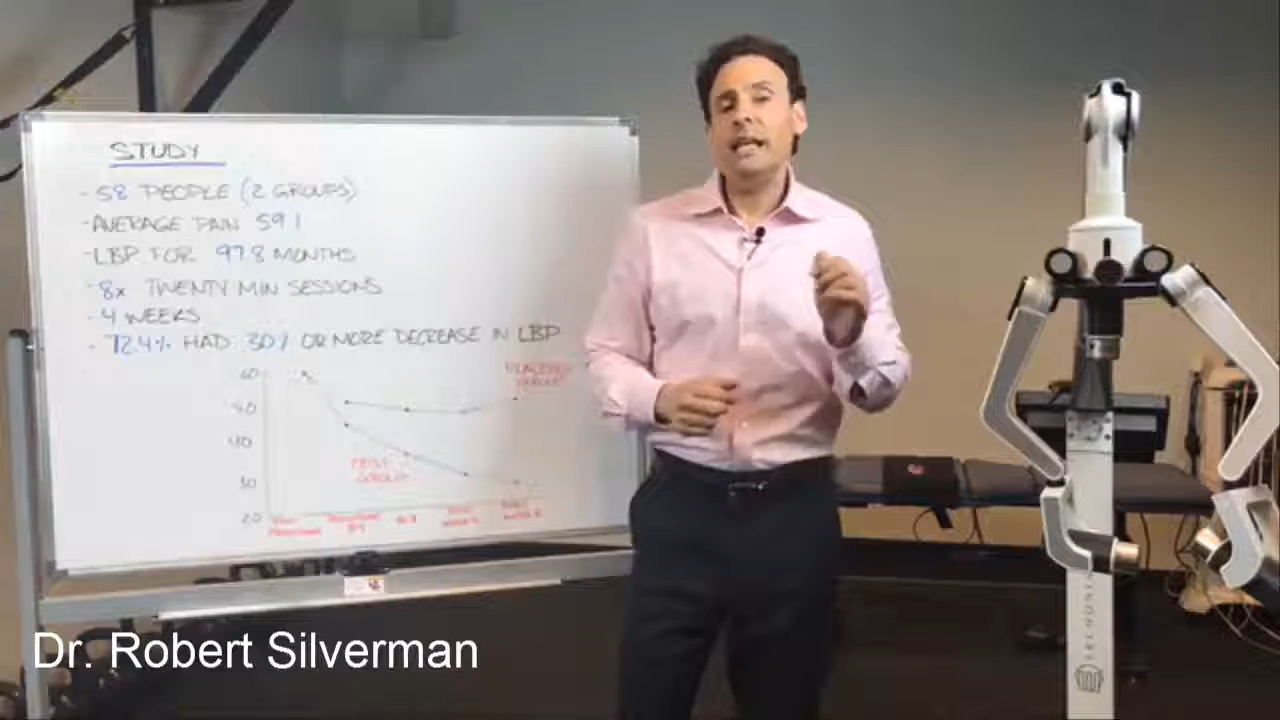 STUDY
- 58 PEOPLE (2 GROUPS)
- AVERAGE PAIN 59.1
- LBP FOR 97.8 MONTHS
- 8x TWENTY MIN SESSIONS
- 4 WEEKS
- 72.4% HAD 30% OR MORE DECREASE IN LBP
PLACEBO
GROUP
60
50
40
30
20
GROUP
Dr. Robert Silverman